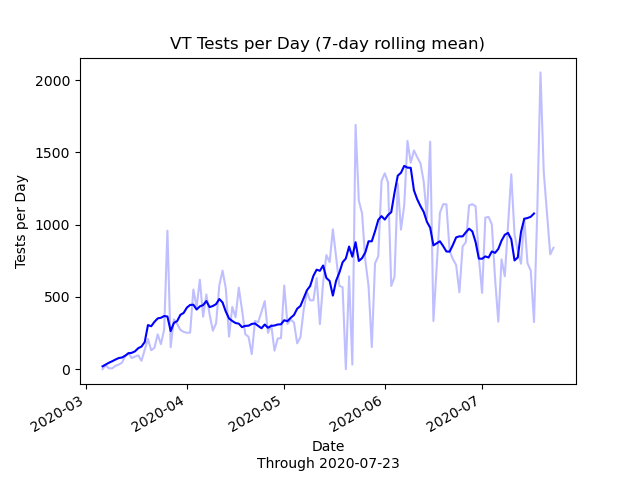 VT Tests per Day (7-day rolling mean)
2000
1500
1000
500
0
Tests per Day
2020-03
2020-04
2020-05
2020-06
2020-07
Date
Through 2020-07-23